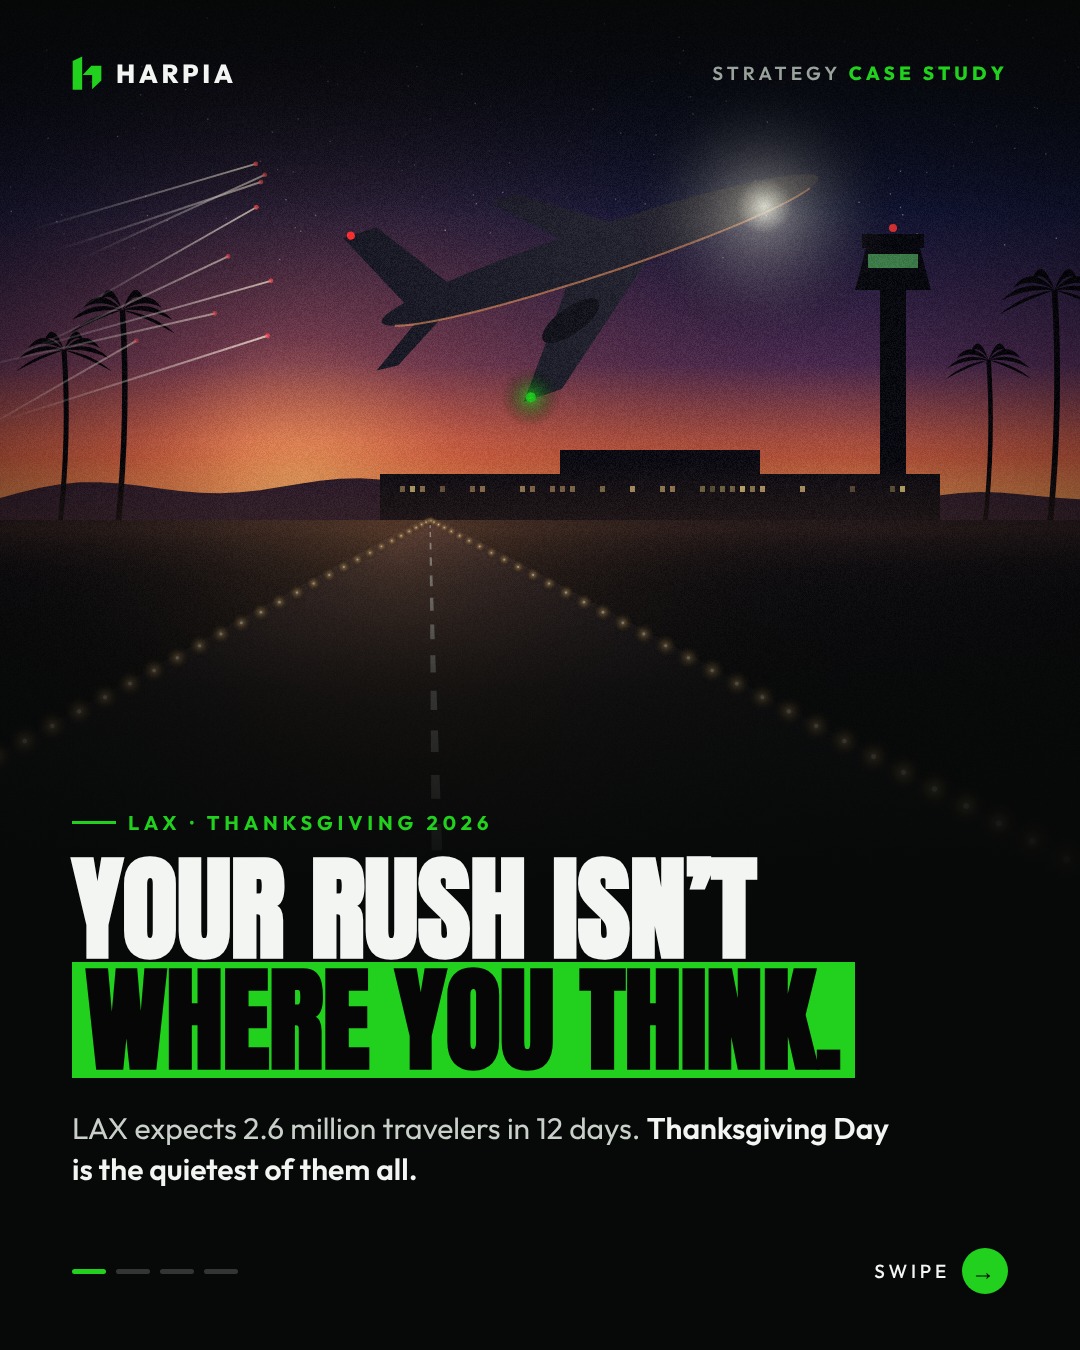 HARPIA
STRATEGY CASE STUDY
LAX · THANKSGIVING 2026
YOUR RUSH ISN’T
WHERE YOU THINK.
LAX expects 2.6 million travelers in 12 days. Thanksgiving Day
is the quietest of them all.
SWIPE →